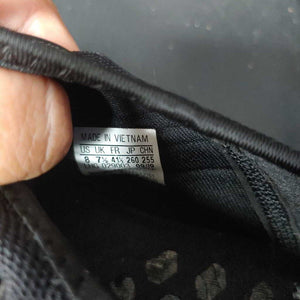 MADE IN VIETNAM
US UK FR JP CHN
8 7½ 41⅓ 260 255